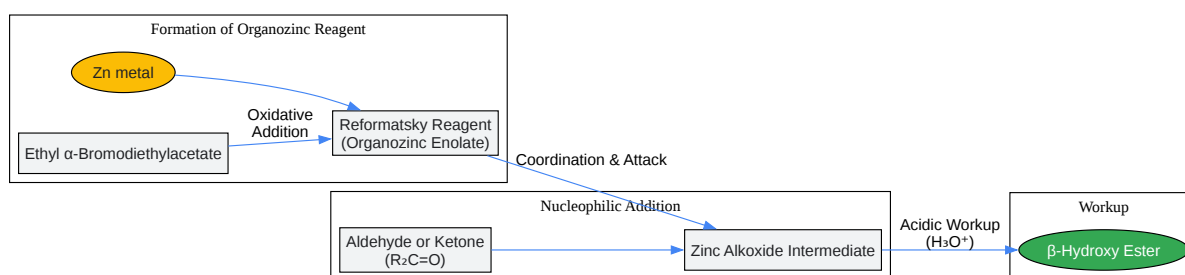 Formation of Organozinc Reagent
Zn metal
Oxidative
Addition
Ethyl α-Bromodiethylacetate
Reformatsky Reagent
(Organozinc Enolate)
Coordination & Attack
Nucleophilic Addition
Aldehyde or Ketone
(R₂C=O)
Zinc Alkoxide Intermediate
Acidic Workup
(H₃O⁺)
Workup
β-Hydroxy Ester